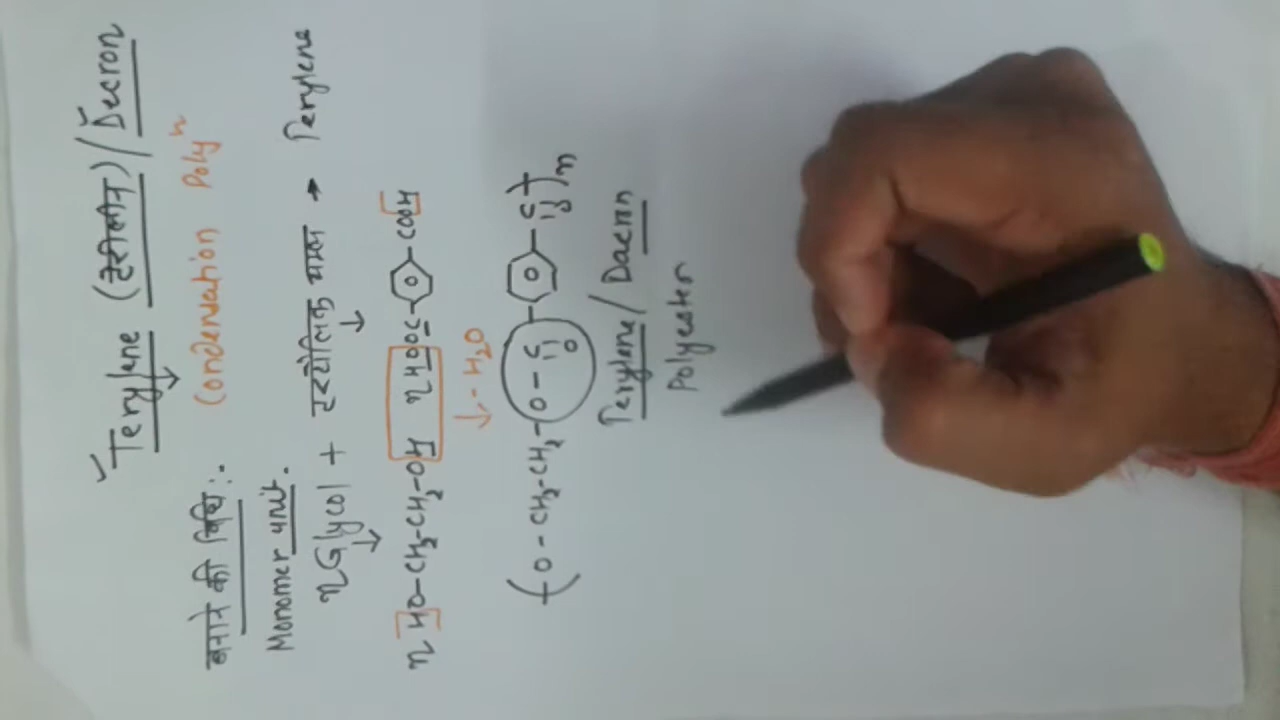 Terylene (टेरीलीन) / Decron
बनाने की विधि:. Condensation Polyⁿ
Monomer unit.
n Glycol + टरथैलिक अम्ल → Terylene
n HO-CH₂-CH₂-OH n HOOC-⌬-COOH
↓ - H₂O
(O - CH₂-CH₂-O - C(=O)-⌬-C(=O))n
Terylene / Dacron
Polyester